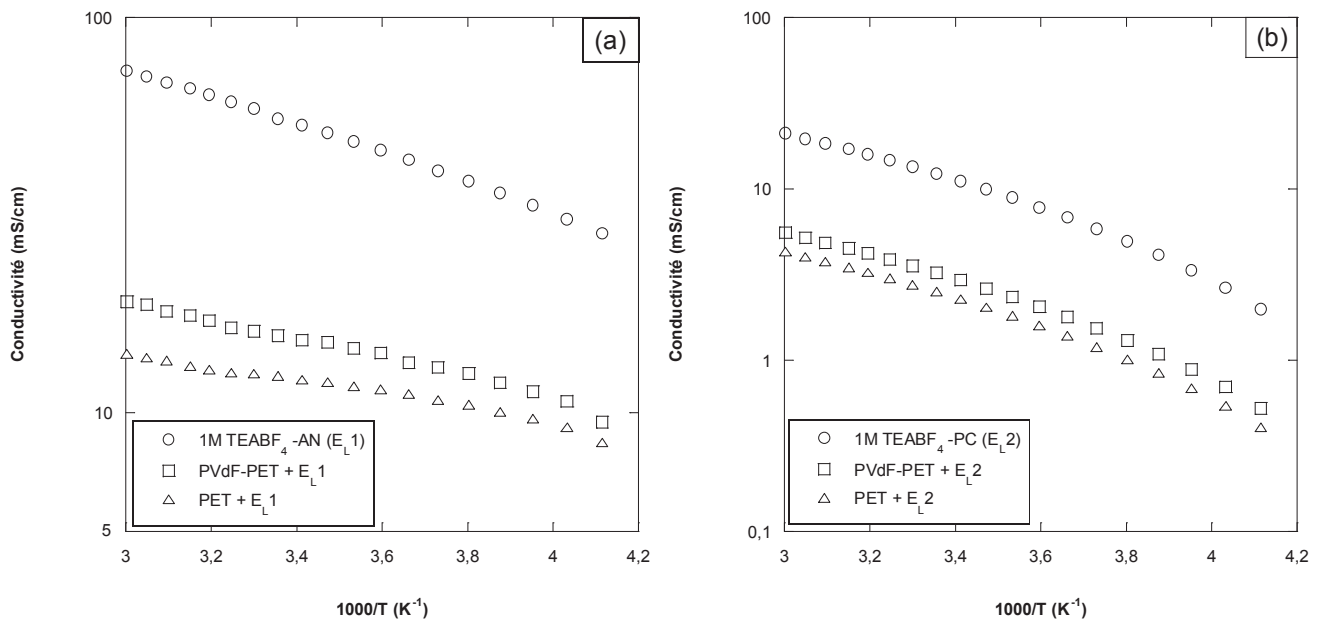 100
(a)
Conductivité (mS/cm)
10
1M TEABF4 -AN (EL1)
PVdF-PET + EL1
PET + EL1
5
3 3,2 3,4 3,6 3,8 4 4,2
1000/T (K-1)
100
(b)
Conductivité (mS/cm)
10
1
1M TEABF4 -PC (EL2)
PVdF-PET + EL2
PET + EL2
0,1
3 3,2 3,4 3,6 3,8 4 4,2
1000/T (K-1)